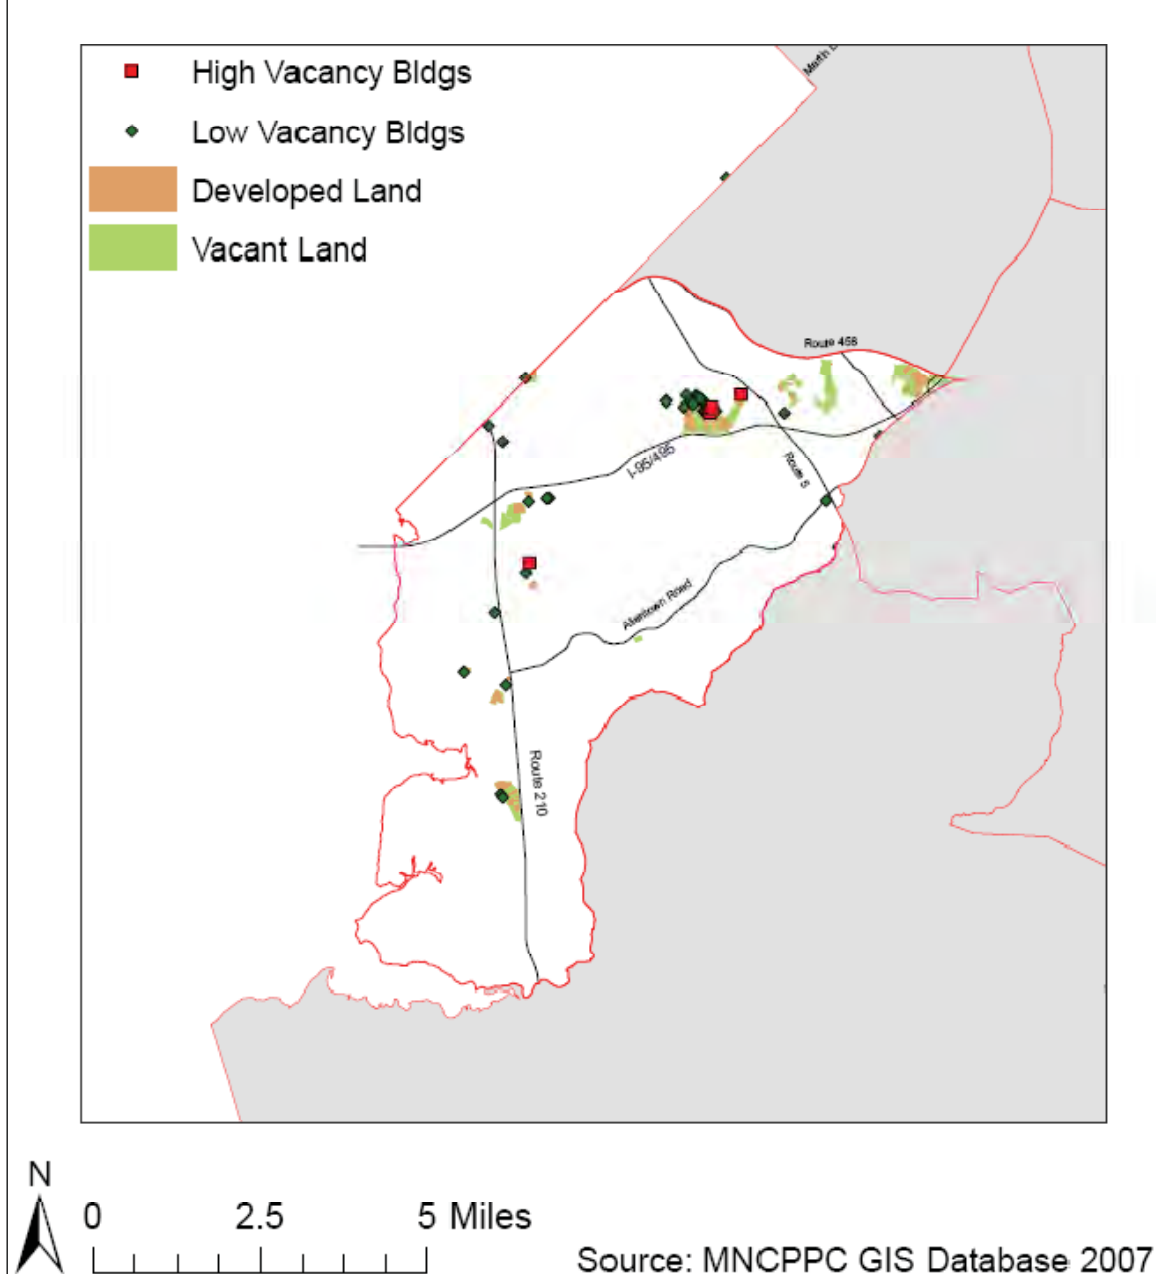 High Vacancy Bldgs
Low Vacancy Bldgs
Developed Land
Vacant Land
Route 458
I-95/495
Route 5
Allentown Road
Route 210
N
0 2.5 5 Miles
Source: MNCPPC GIS Database 2007